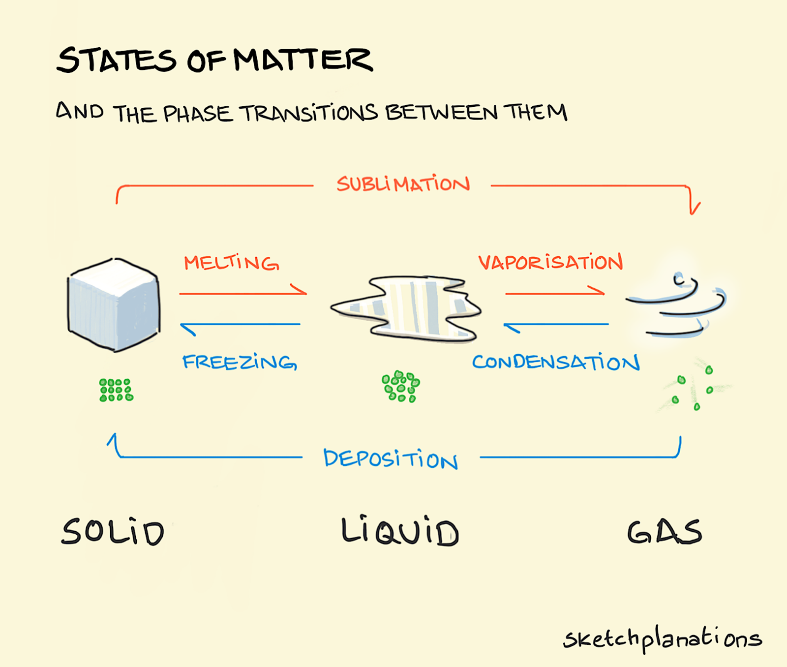 STATES OF MATTER
AND THE PHASE TRANSITIONS BETWEEN THEM
SUBLIMATION
MELTING
VAPORISATION
FREEZING
CONDENSATION
DEPOSITION
SOLID
LIQUID
GAS
sketchplanations